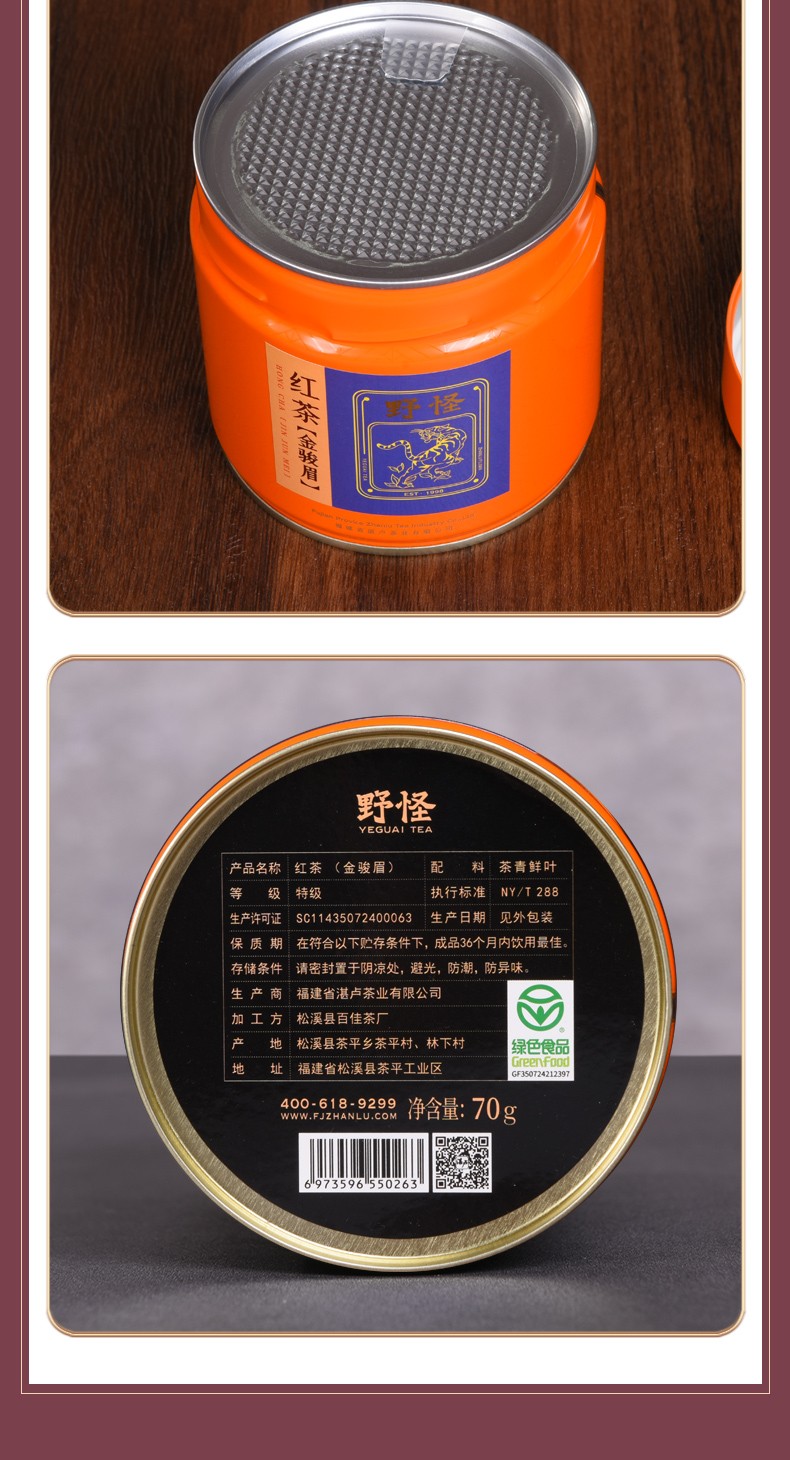 红茶【金骏眉】
野怪
EST. 1998
野怪
YEGUAI TEA
产品名称 红茶 （金骏眉） 配 料 茶青鲜叶
等 级 特级 执行标准 NY/T 288
生产许可证 SC11435072400063 生产日期 见外包装
保 质 期 在符合以下贮存条件下，成品36个月内饮用最佳。
存储条件 请密封置于阴凉处，避光，防潮，防异味。
生 产 商 福建省湛卢茶业有限公司
加 工 方 松溪县百佳茶厂
产 地 松溪县茶平乡茶平村、林下村
地 址 福建省松溪县茶平工业区
绿色食品®
GreenFood
GF350724212397
400-618-9299 净含量: 70g
WWW.FJZHANLU.COM
6 973596 550263